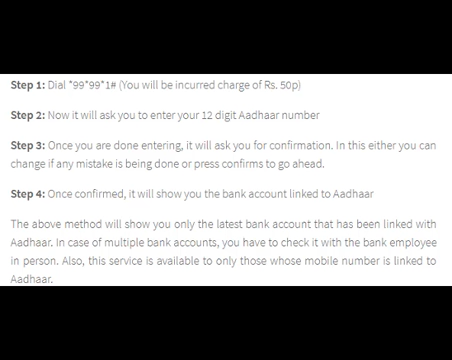 Step 1: Dial *99*99*1# (You will be incurred charge of Rs. 50p)
Step 2: Now it will ask you to enter your 12 digit Aadhaar number
Step 3: Once you are done entering, it will ask you for confirmation. In this either you can
change if any mistake is being done or press confirms to go ahead.
Step 4: Once confirmed, it will show you the bank account linked to Aadhaar
The above method will show you only the latest bank account that has been linked with
Aadhaar. In case of multiple bank accounts, you have to check it with the bank employee
in person. Also, this service is available to only those whose mobile number is linked to
Aadhaar.